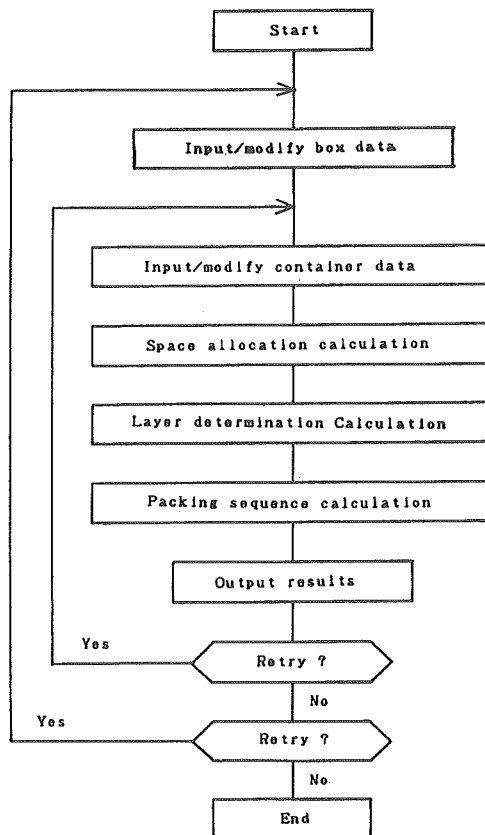 Start
Input/modify box data
Input/modify container data
Space allocation calculation
Layer determination Calculation
Packing sequence calculation
Output results
Yes
Retry ?
No
Yes
Retry ?
No
End